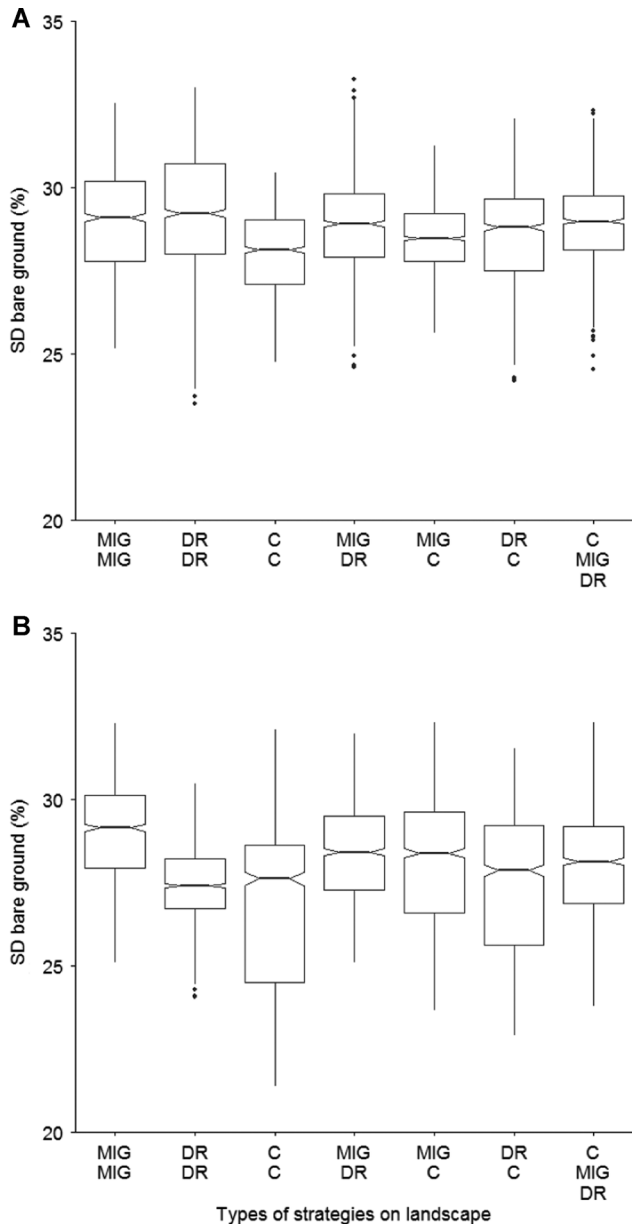 A
35
30
25
20
SD bare ground (%)
MIG DR C MIG MIG DR C
MIG DR C DR C C MIG
DR
B
35
30
25
20
SD bare ground (%)
MIG DR C MIG MIG DR C
MIG DR C DR C C MIG
DR
Types of strategies on landscape